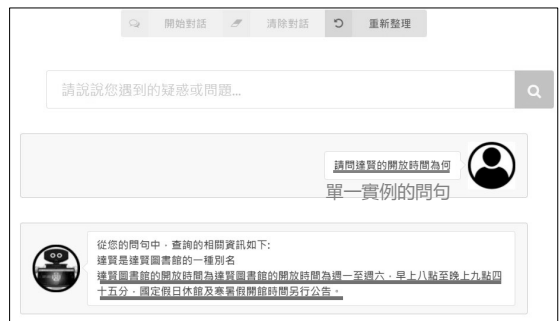 開始對話 清除對話 重新整理
請說說您遇到的疑惑或問題...
請問達賢的開放時間為何
單一實例的問句
從您的問句中，查詢的相關資訊如下:
達賢是達賢圖書館的一種別名
達賢圖書館的開放時間為達賢圖書館的開放時間為週一至週六，早上八點至晚上九點四
十五分，國定假日休館及寒暑假開館時間另行公告。